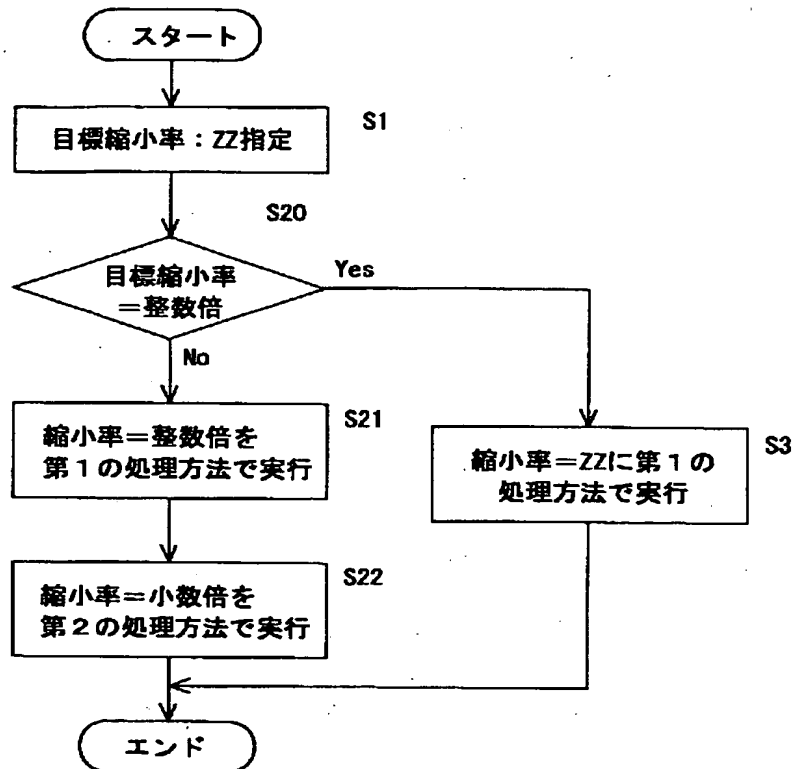 スタート
S1
目標縮小率:ZZ指定
S20
目標縮小率
=整数倍
Yes
No
S21
縮小率=整数倍を
第1の処理方法で実行
S3
縮小率=ZZに第1の
処理方法で実行
S22
縮小率=小数倍を
第2の処理方法で実行
エンド